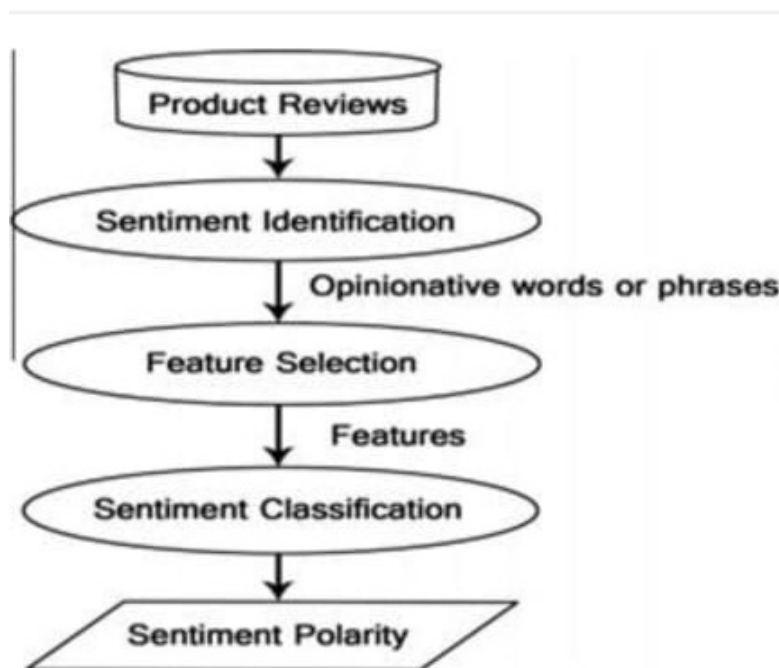 Product Reviews
Sentiment Identification
Opinionative words or phrases
Feature Selection
Features
Sentiment Classification
Sentiment Polarity